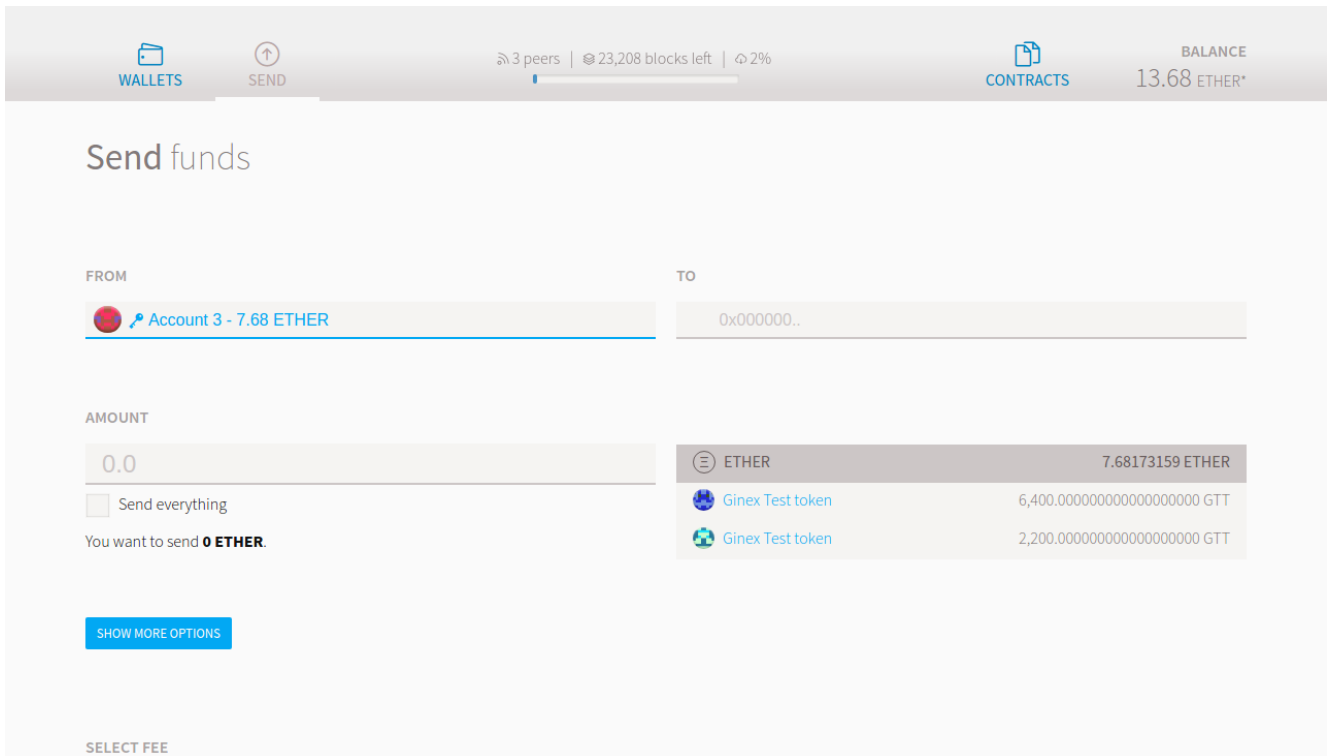 WALLETS
SEND
3 peers | 23,208 blocks left | 2%
CONTRACTS
BALANCE
13.68 ETHER*
Send funds
FROM
TO
Account 3 - 7.68 ETHER
0x000000..
AMOUNT
0.0
ETHER 7.68173159 ETHER
Send everything
Ginex Test token 6,400.000000000000000000 GTT
You want to send 0 ETHER.
Ginex Test token 2,200.000000000000000000 GTT
SHOW MORE OPTIONS
SELECT FEE